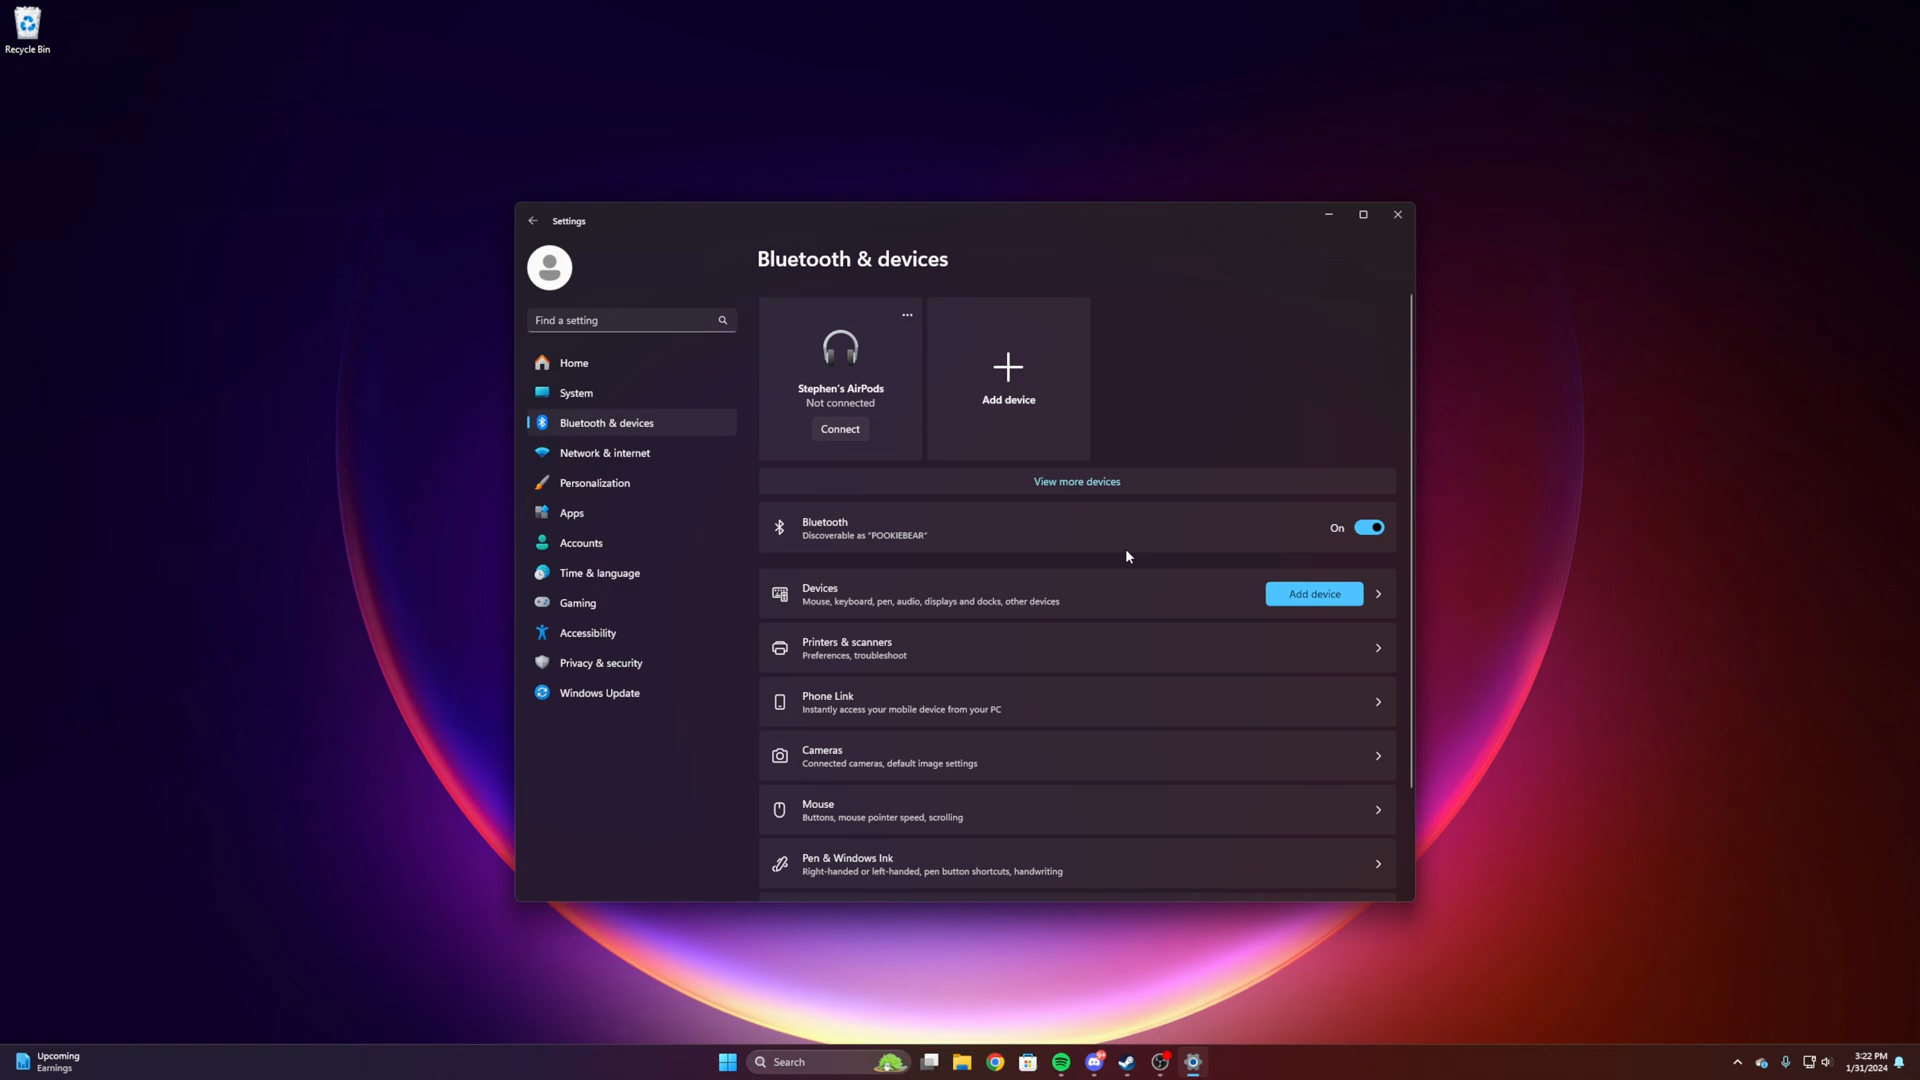 Recycle Bin
Settings
Find a setting
Home
System
Bluetooth & devices
Network & internet
Personalization
Apps
Accounts
Time & language
Gaming
Accessibility
Privacy & security
Windows Update
Bluetooth & devices
Stephen's AirPods
Not connected
Connect
Add device
View more devices
Bluetooth
Discoverable as "POOKIEBEAR"
On
Devices
Mouse, keyboard, pen, audio, displays and docks, other devices
Add device
Printers & scanners
Preferences, troubleshoot
Phone Link
Instantly access your mobile device from your PC
Cameras
Connected cameras, default image settings
Mouse
Buttons, mouse pointer speed, scrolling
Pen & Windows Ink
Right-handed or left-handed, pen button shortcuts, handwriting
Upcoming
Earnings
Search
3:22 PM
1/31/2024